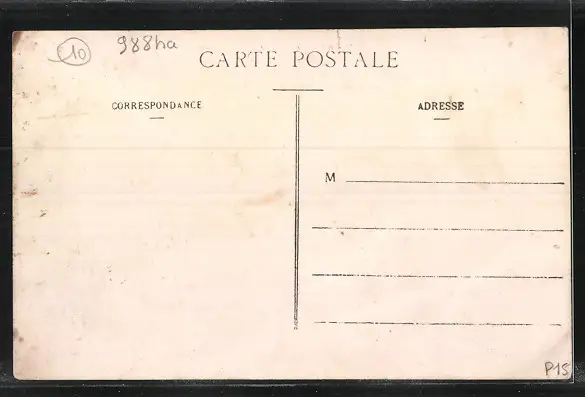 10 988ha
CARTE POSTALE
CORRESPONDANCE ADRESSE
M
P15